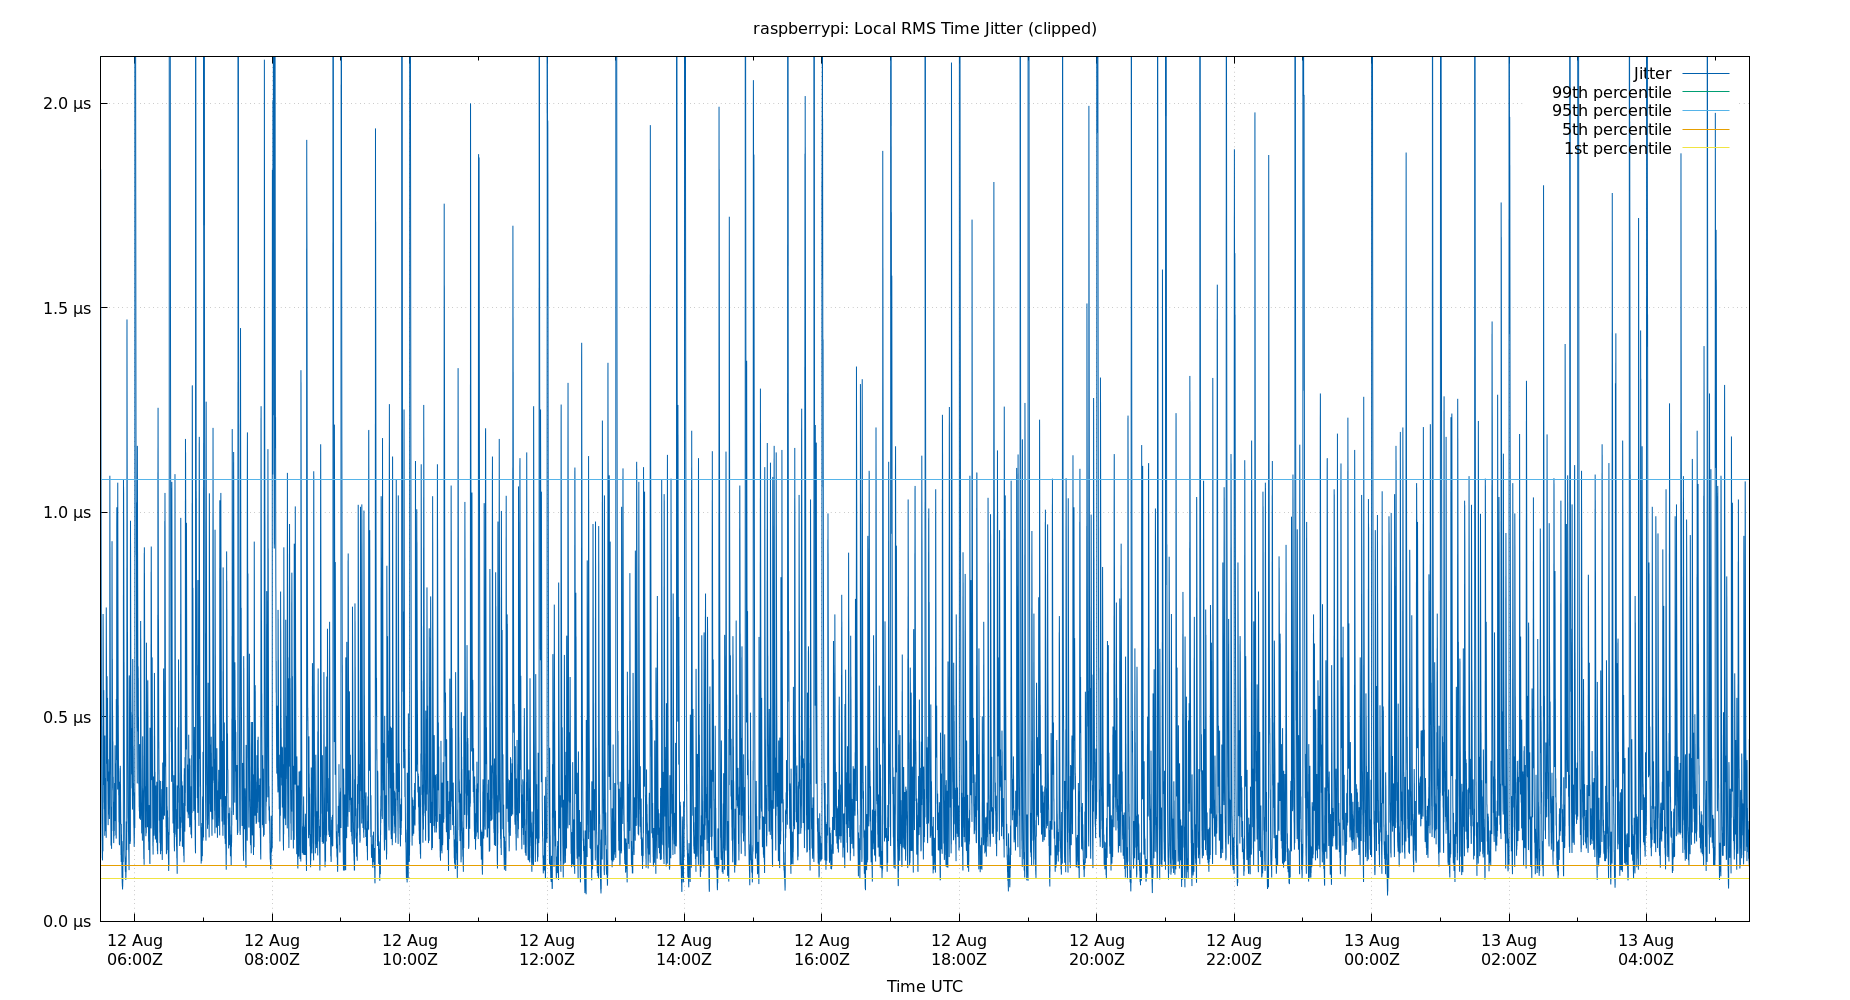 raspberrypi: Local RMS Time Jitter (clipped)
Jitter
99th percentile
95th percentile
5th percentile
1st percentile
2.0 µs
1.5 µs
1.0 µs
0.5 µs
0.0 µs
12 Aug 12 Aug 12 Aug 12 Aug 12 Aug 12 Aug 12 Aug 12 Aug 12 Aug 13 Aug 13 Aug 13 Aug
06:00Z 08:00Z 10:00Z 12:00Z 14:00Z 16:00Z 18:00Z 20:00Z 22:00Z 00:00Z 02:00Z 04:00Z
Time UTC